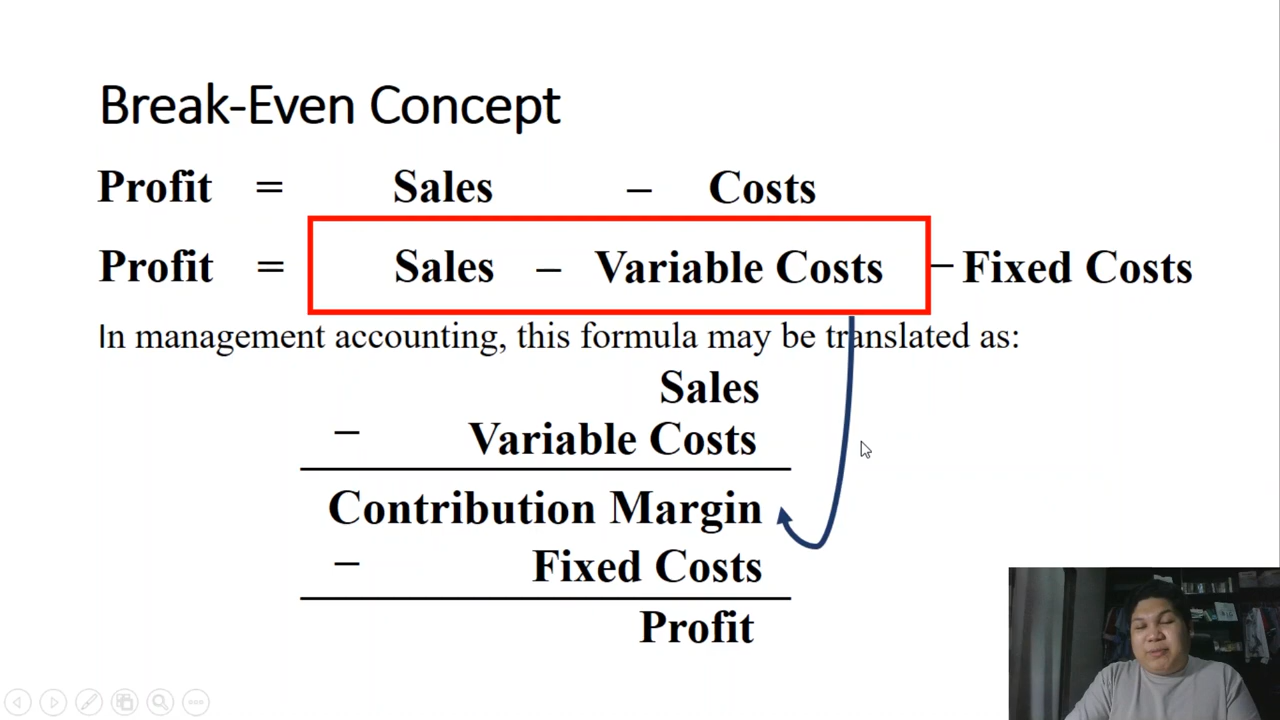 Break-Even Concept
Profit = Sales – Costs
Profit = Sales – Variable Costs – Fixed Costs
In management accounting, this formula may be translated as:
Sales
– Variable Costs
Contribution Margin
– Fixed Costs
Profit